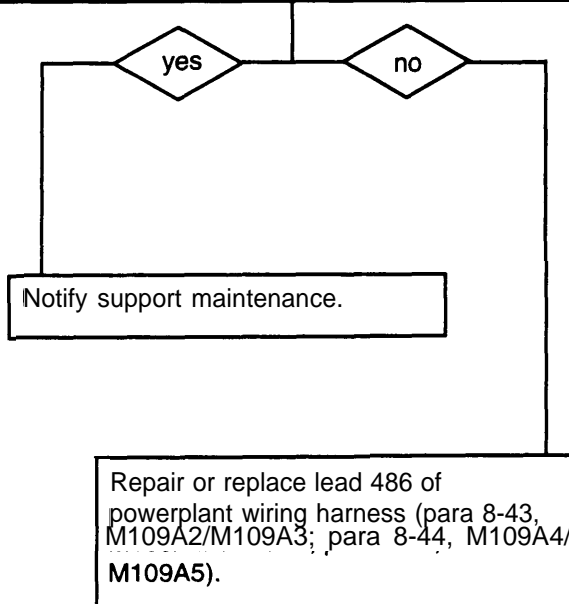 yes
no
Notify support maintenance.
Repair or replace lead 486 of
powerplant wiring harness (para 8-43,
M109A2/M109A3; para 8-44, M109A4/
M109A5).